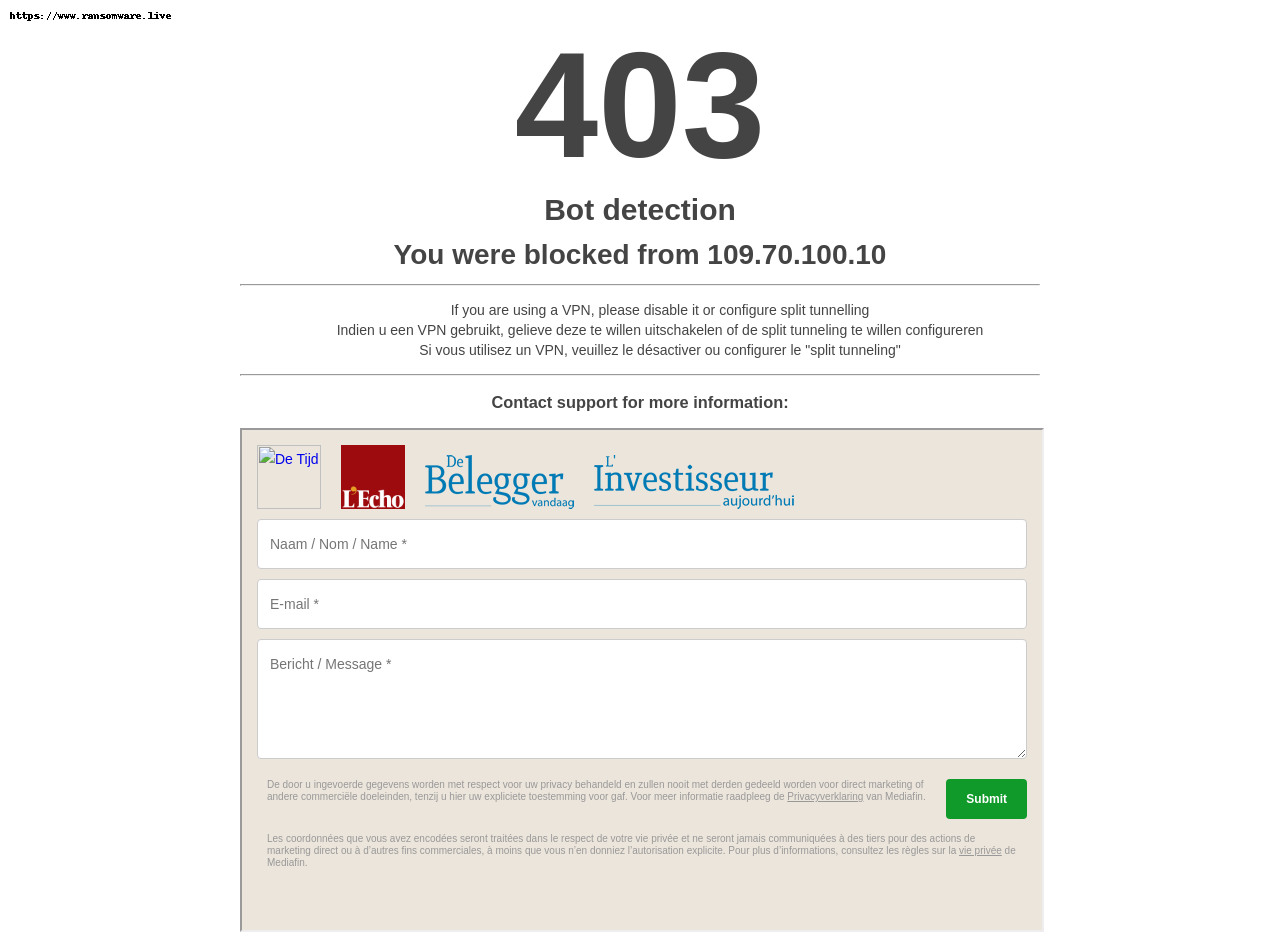 https://www.ransomware.live
403
Bot detection
You were blocked from 109.70.100.10
If you are using a VPN, please disable it or configure split tunnelling
Indien u een VPN gebruikt, gelieve deze te willen uitschakelen of de split tunneling te willen configureren
Si vous utilisez un VPN, veuillez le désactiver ou configurer le "split tunneling"
Contact support for more information:
De Tijd
L'Echo
De Belegger vandaag
L'Investisseur aujourd'hui
Naam / Nom / Name *
E-mail *
Bericht / Message *
De door u ingevoerde gegevens worden met respect voor uw privacy behandeld en zullen nooit met derden gedeeld worden voor direct marketing of
andere commerciële doeleinden, tenzij u hier uw expliciete toestemming voor gaf. Voor meer informatie raadpleeg de Privacyverklaring van Mediafin.
Submit
Les coordonnées que vous avez encodées seront traitées dans le respect de votre vie privée et ne seront jamais communiquées à des tiers pour des actions de
marketing direct ou à d’autres fins commerciales, à moins que vous n’en donniez l’autorisation explicite. Pour plus d’informations, consultez les règles sur la vie privée de
Mediafin.